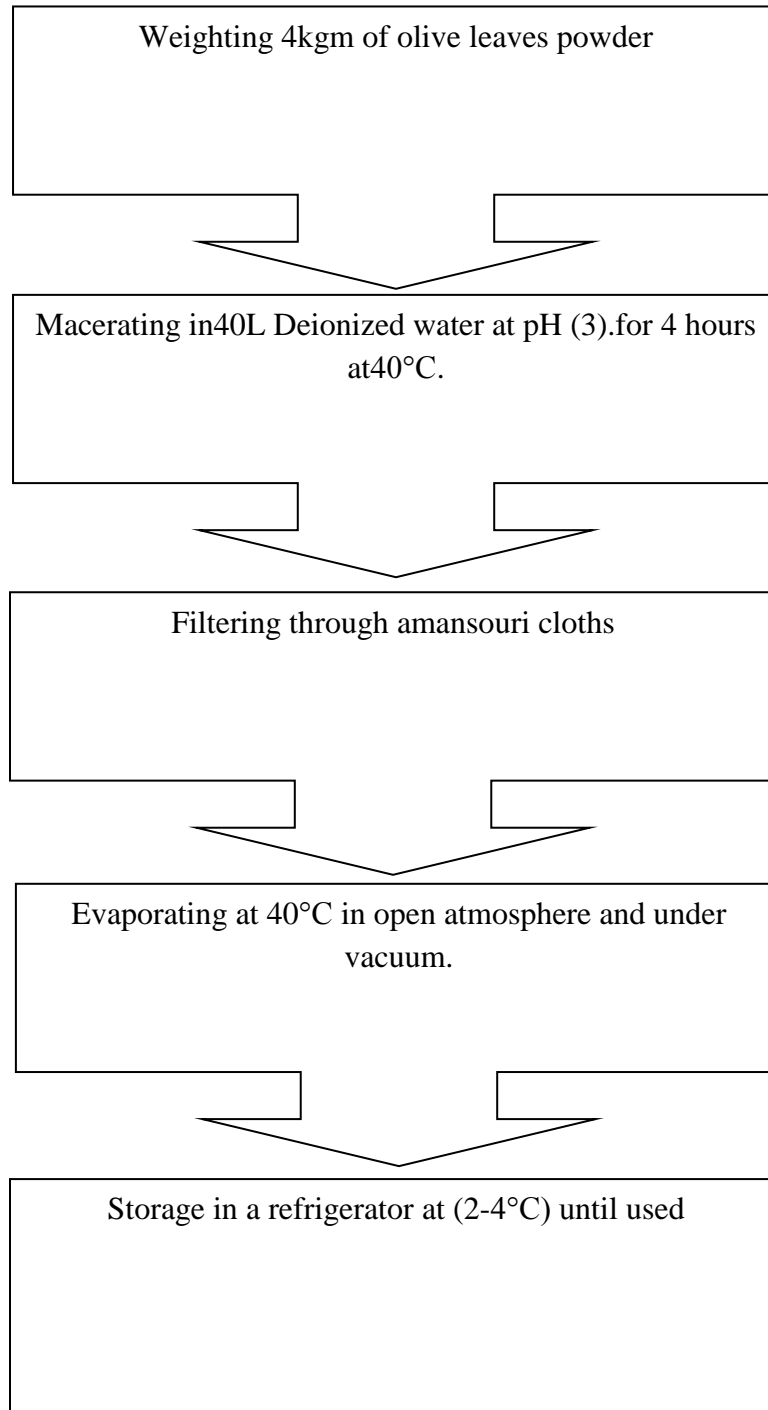 Weighting 4kgm of olive leaves powder
Macerating in40L Deionized water at pH (3).for 4 hours
at40°C.
Filtering through amansouri cloths
Evaporating at 40°C in open atmosphere and under
vacuum.
Storage in a refrigerator at (2-4°C) until used